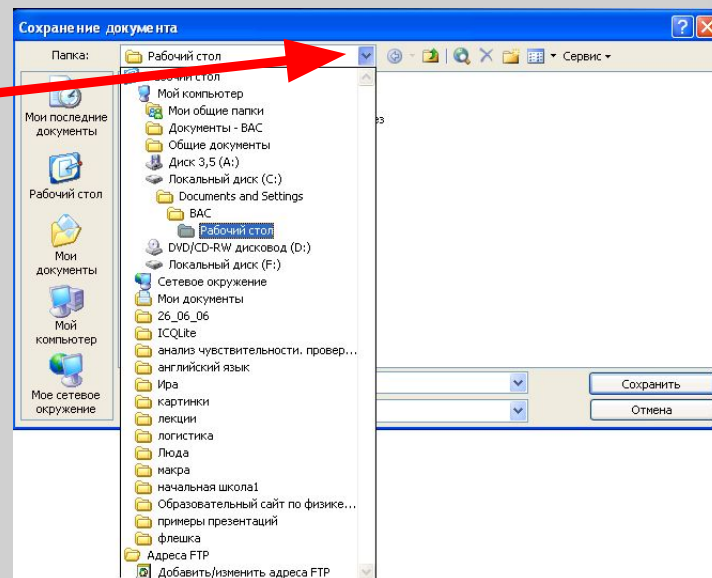 Сохранение документа
Папка:
Рабочий стол
Сервис
Мои последние
документы
Рабочий стол
Мои
документы
Мой
компьютер
Мое сетевое
окружение
стол
Мой компьютер
Мои общие папки
Документы - ВАС
Общие документы
Диск 3,5 (A:)
Локальный диск (C:)
Documents and Settings
ВАС
Рабочий стол
DVD/CD-RW дисковод (D:)
Локальный диск (F:)
Сетевое окружение
Мои документы
26_06_06
ICQLite
анализ чувствительности. провер...
английский язык
Ира
картинки
лекции
логистика
Люда
макра
начальная школа1
Образовательный сайт по физике...
примеры презентаций
флешка
Адреса FTP
Добавить/изменить адреса FTP
ез
Сохранить
Отмена